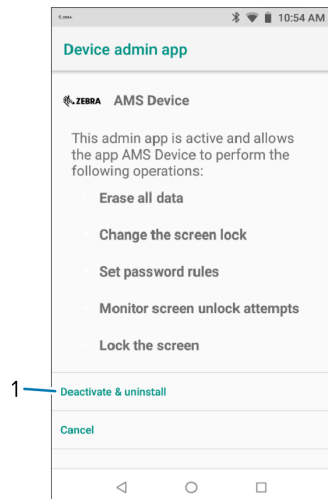 10:54 AM
Device admin app
ZEBRA AMS Device
This admin app is active and allows
the app AMS Device to perform the
following operations:
Erase all data
Change the screen lock
Set password rules
Monitor screen unlock attempts
Lock the screen
1
Deactivate & uninstall
Cancel